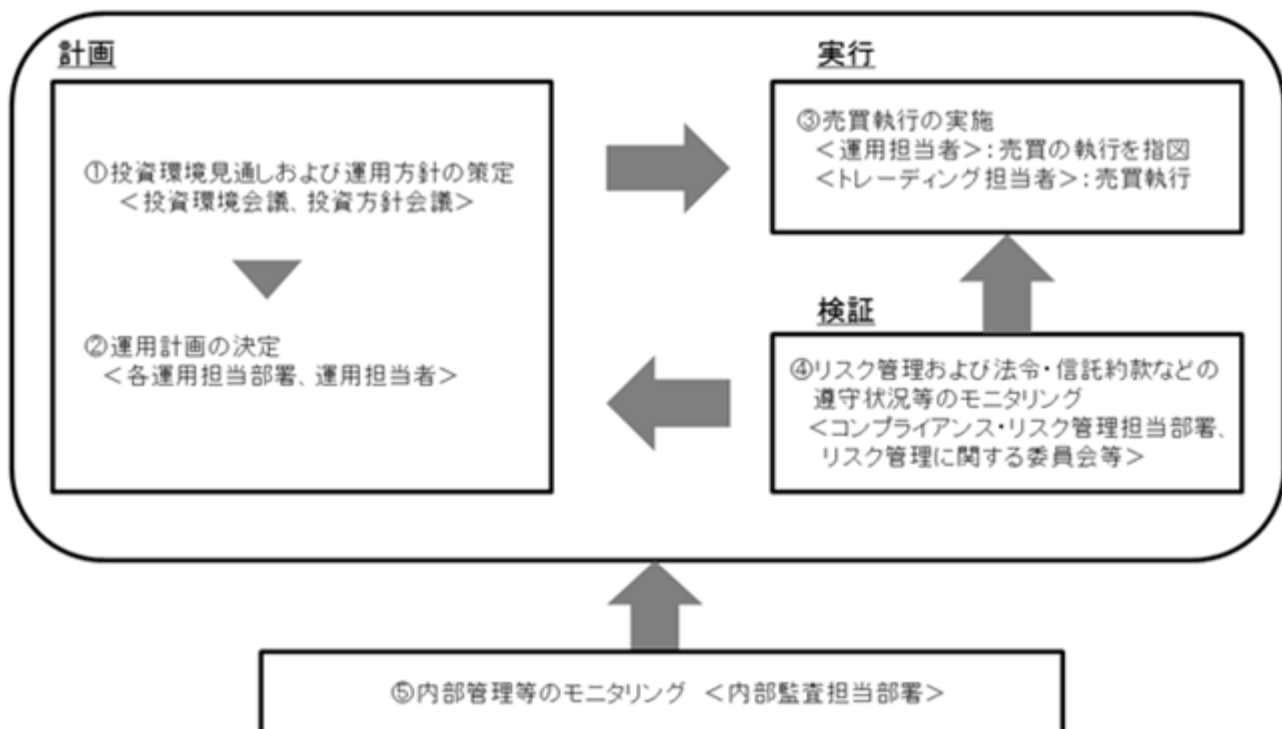 計画
①投資環境見通しおよび運用方針の策定
＜投資環境会議、投資方針会議＞
②運用計画の決定
＜各運用担当部署、運用担当者＞
実行
③売買執行の実施
＜運用担当者＞：売買の執行を指図
＜トレーディング担当者＞：売買執行
検証
④リスク管理および法令・信託約款などの
遵守状況等のモニタリング
＜コンプライアンス・リスク管理担当部署、
リスク管理に関する委員会等＞
⑤内部管理等のモニタリング ＜内部監査担当部署＞